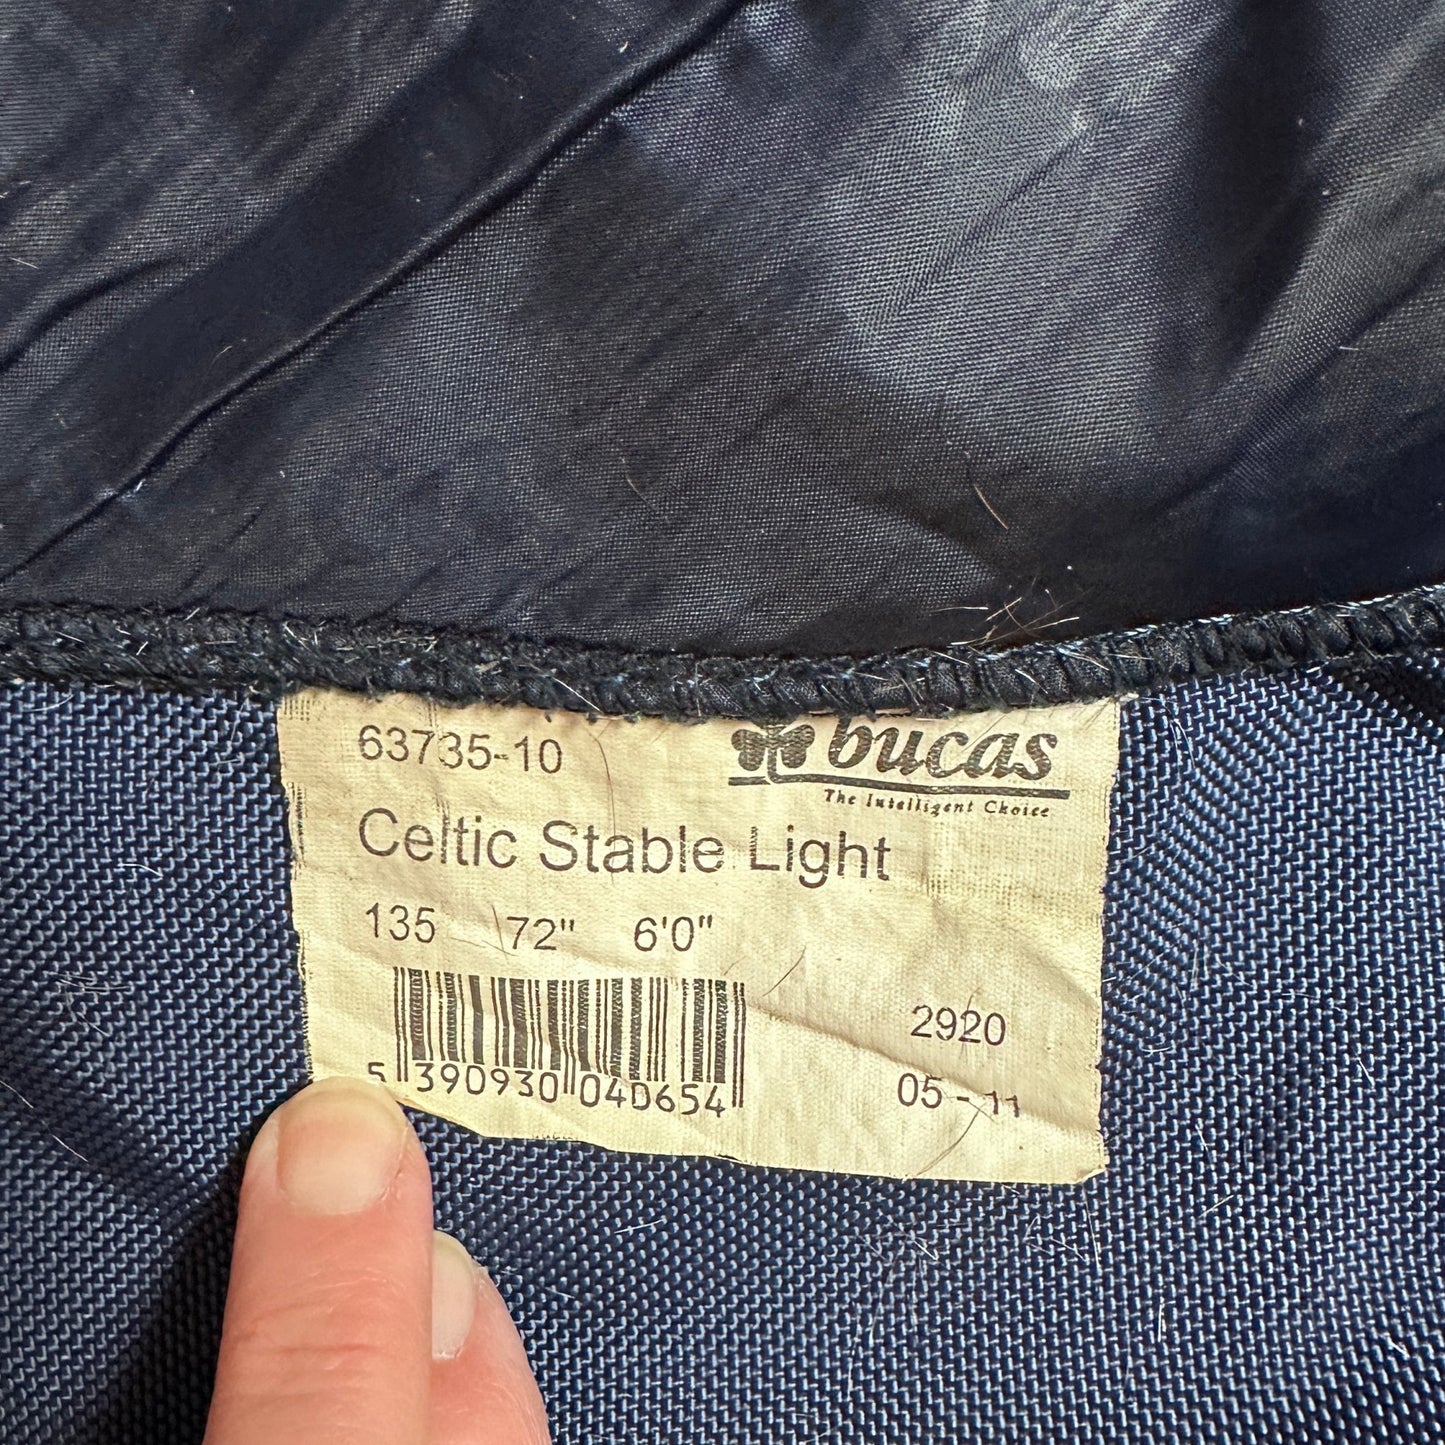 63735-10
bucas
The Intelligent Choice
Celtic Stable Light
135 72" 6'0"
2920
5 390930 040654
05-11